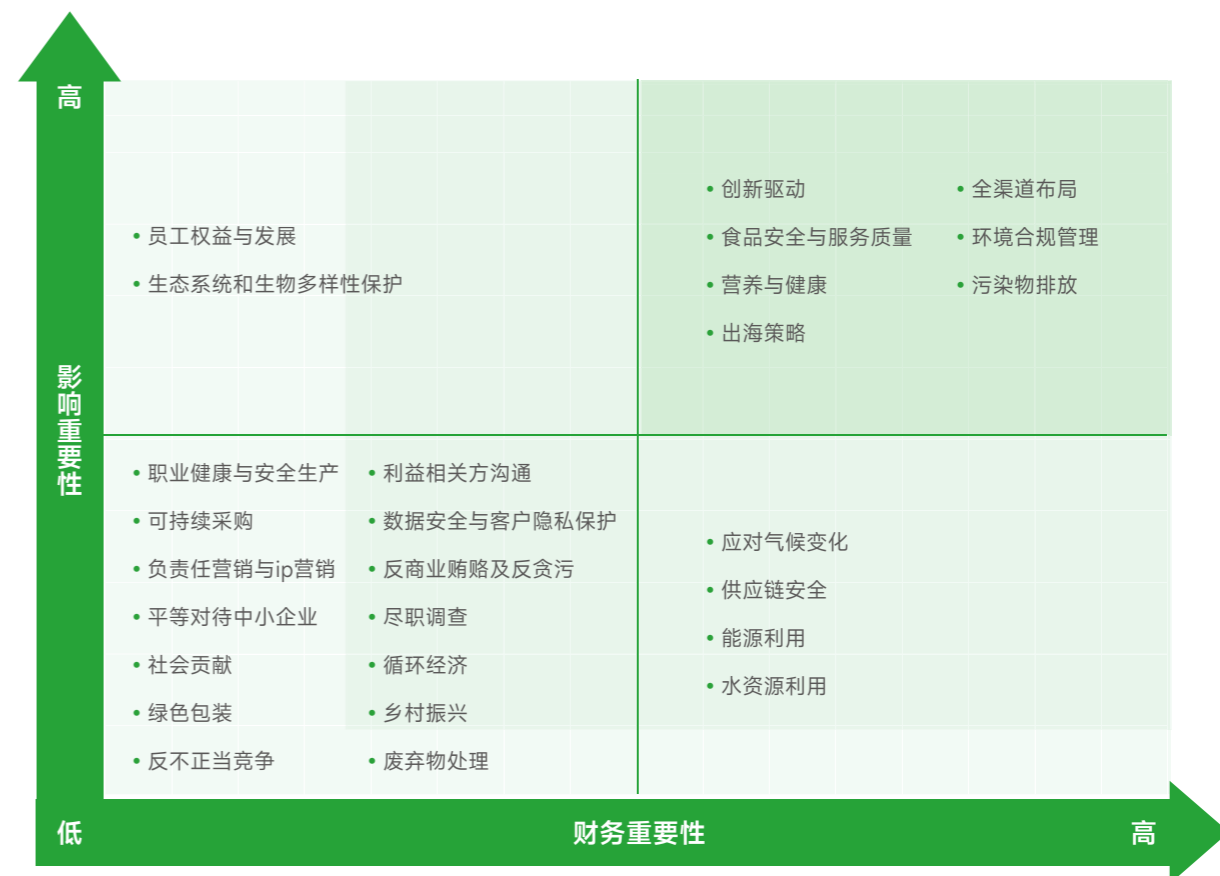 高
影响重要性
• 员工权益与发展
• 生态系统和生物多样性保护
• 创新驱动
• 食品安全与服务质量
• 营养与健康
• 出海策略
• 全渠道布局
• 环境合规管理
• 污染物排放
• 职业健康与安全生产
• 可持续采购
• 负责任营销与ip营销
• 平等对待中小企业
• 社会贡献
• 绿色包装
• 反不正当竞争
• 利益相关方沟通
• 数据安全与客户隐私保护
• 反商业贿赂及反贪污
• 尽职调查
• 循环经济
• 乡村振兴
• 废弃物处理
• 应对气候变化
• 供应链安全
• 能源利用
• 水资源利用
低
财务重要性
高